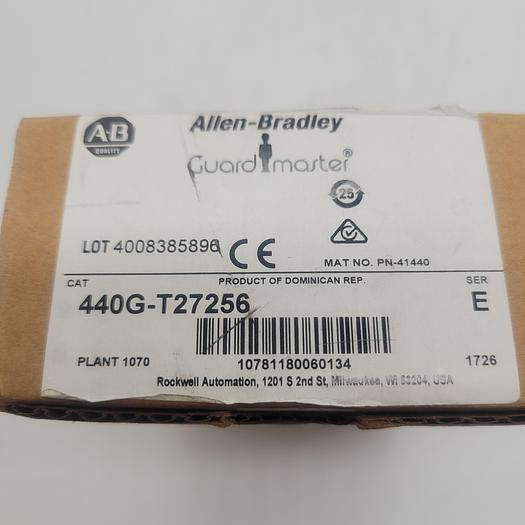 A-B
QUALITY
Allen-Bradley
Guardmaster®
25
LOT 4008385896
CE
MAT NO. PN-41440
CAT
PRODUCT OF DOMINICAN REP.
SER
440G-T27256
E
PLANT 1070
10781180060134
1726
Rockwell Automation, 1201 S 2nd St, Milwaukee, WI 53204, USA